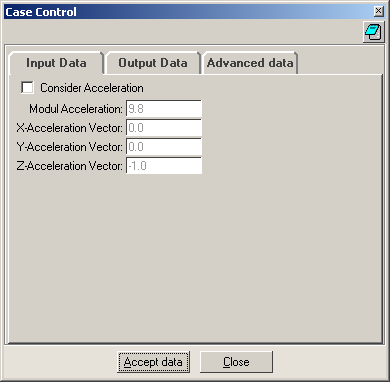 Case Control
Input Data Output Data Advanced data
Consider Acceleration
Modul Acceleration: 9.8
X-Acceleration Vector: 0.0
Y-Acceleration Vector: 0.0
Z-Acceleration Vector: -1.0
Accept data Close